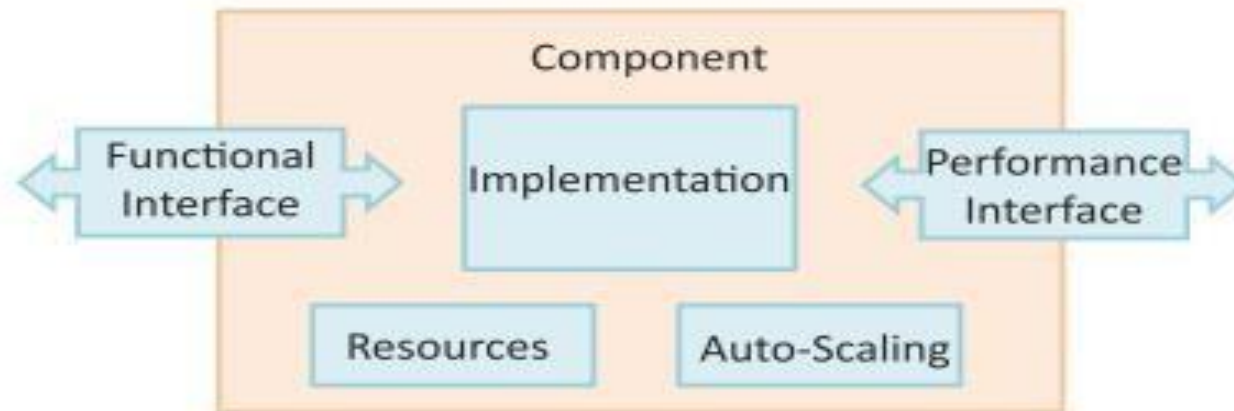 Component
Functional
Interface
Implementation
Performance
Interface
Resources
Auto-Scaling